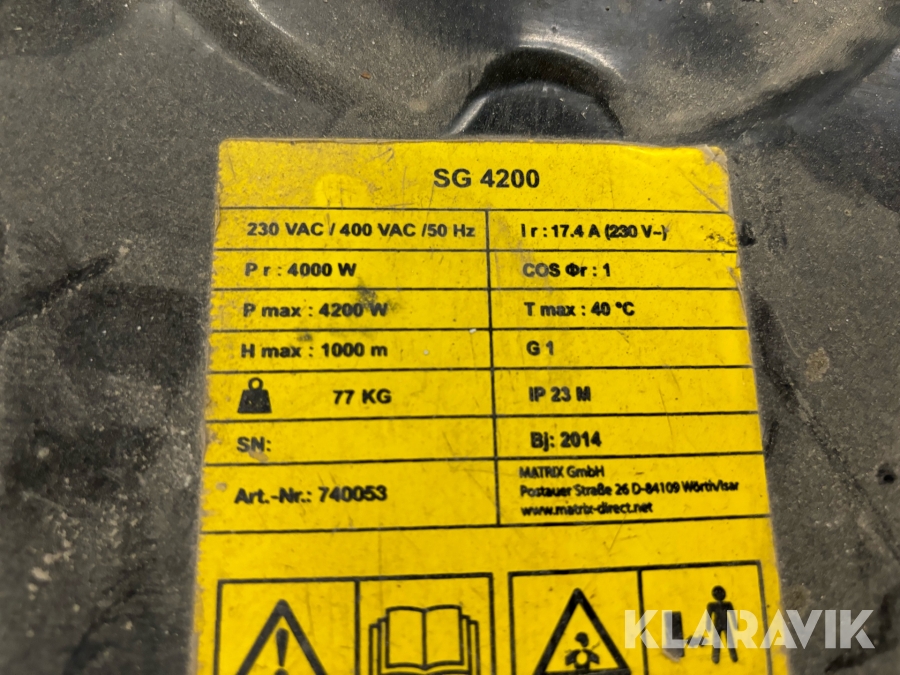 SG 4200
230 VAC / 400 VAC /50 Hz
I r : 17.4 A (230 V~)
P r : 4000 W
COS Φr : 1
P max : 4200 W
T max : 40 °C
H max : 1000 m
G 1
77 KG
IP 23 M
SN:
Bj: 2014
Art.-Nr.: 740053
MATRIX GmbH
Postauer Straße 26 D-84109 Wörth/Isar
www.matrix-direct.net
KLARAVIK